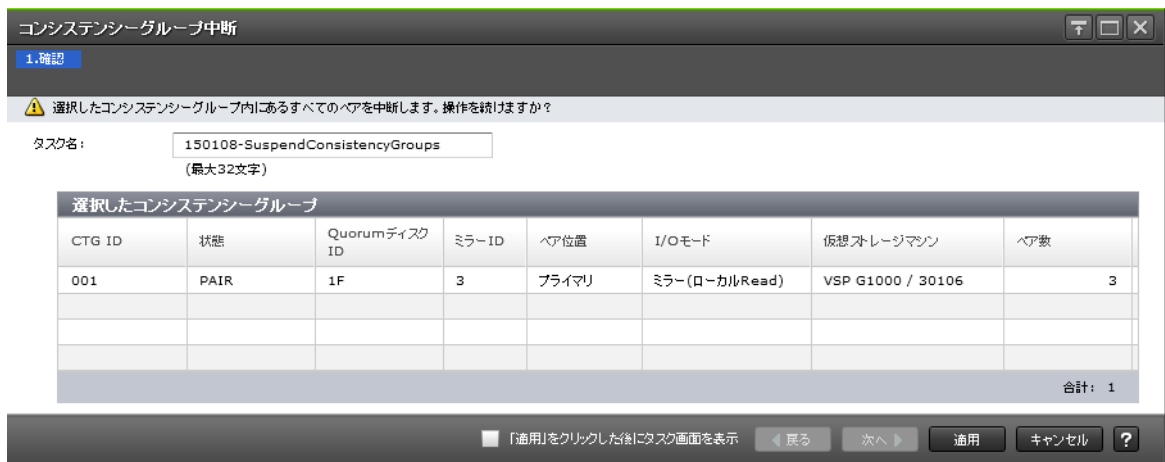 コンシステンシーグループ中断
1.確認
選択したコンシステンシーグループ内にあるすべてのペアを中断します。操作を続けますか?
タスク名: 150108-SuspendConsistencyGroups
(最大32文字)
選択したコンシステンシーグループ
CTG ID 状態 Quorumディスク ID ミラーID ペア位置 I/Oモード 仮想ストレージマシン ペア数
001 PAIR 1F 3 プライマリ ミラー(ローカルRead) VSP G1000 / 30106 3
合計: 1
「適用」をクリックした後にタスク画面を表示 戻る 次へ 適用 キャンセル ?